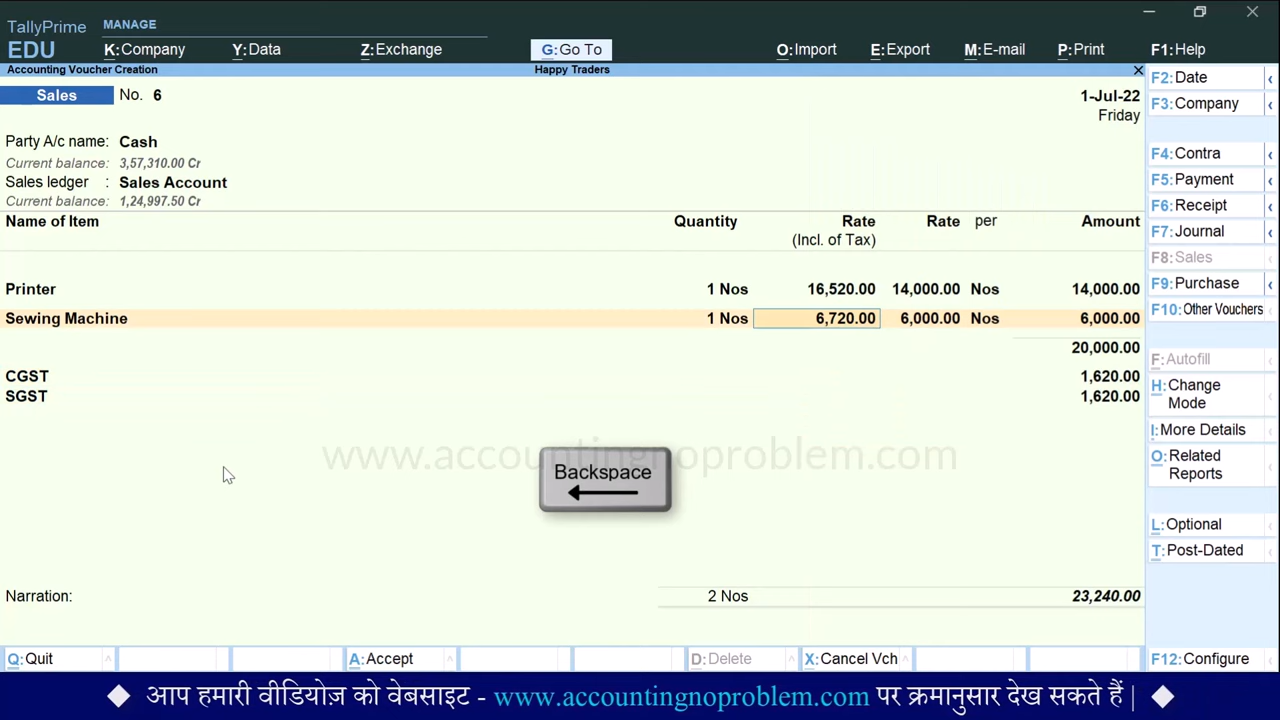 TallyPrime MANAGE
EDU K:Company Y:Data Z:Exchange G:Go To O:Import E:Export M:E-mail P:Print F1:Help
Accounting Voucher Creation Happy Traders
Sales No. 6 1-Jul-22
Friday
Party A/c name: Cash
Current balance: 3,57,310.00 Cr
Sales ledger : Sales Account
Current balance: 1,24,997.50 Cr
Name of Item Quantity Rate Rate per Amount
(Incl. of Tax)
Printer 1 Nos 16,520.00 14,000.00 Nos 14,000.00
Sewing Machine 1 Nos 6,720.00 6,000.00 Nos 6,000.00
20,000.00
CGST 1,620.00
SGST 1,620.00
www.accountingnoproblem.com
Backspace
Narration: 2 Nos 23,240.00
F2:Date
F3:Company
F4:Contra
F5:Payment
F6:Receipt
F7:Journal
F8:Sales
F9:Purchase
F10:Other Vouchers
F:Autofill
H:Change
Mode
I:More Details
O:Related
Reports
L:Optional
T:Post-Dated
Q:Quit A:Accept D:Delete X:Cancel Vch F12:Configure
आप हमारी वीडियोज़ को वेबसाइट - www.accountingnoproblem.com पर क्रमानुसार देख सकते हैं |